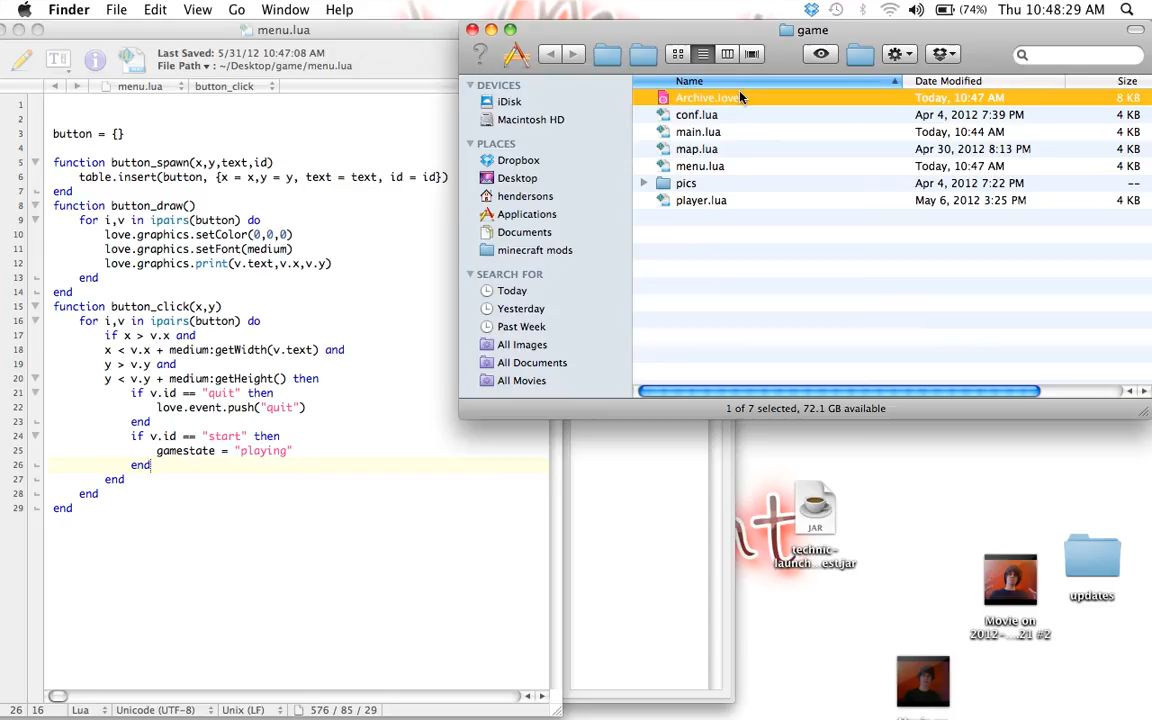 Finder File Edit View Go Window Help
(74%) Thu 10:48:29 AM
menu.lua
Last Saved: 5/31/12 10:47:08 AM
File Path ▾ : ~/Desktop/game/menu.lua
menu.lua button_click
1
2
3 button = {}
4
5 function button_spawn(x,y,text,id)
6 table.insert(button, {x = x,y = y, text = text, id = id})
7 end
8 function button_draw()
9 for i,v in ipairs(button) do
10 love.graphics.setColor(0,0,0)
11 love.graphics.setFont(medium)
12 love.graphics.print(v.text,v.x,v.y)
13 end
14 end
15 function button_click(x,y)
16 for i,v in ipairs(button) do
17 if x > v.x and
18 x < v.x + medium:getWidth(v.text) and
19 y > v.y and
20 y < v.y + medium:getHeight() then
21 if v.id == "quit" then
22 love.event.push("quit")
23 end
24 if v.id == "start" then
25 gamestate = "playing"
26 end
27 end
28 end
29 end
26 16 Lua Unicode (UTF-8) Unix (LF) 576 / 85 / 29
game
DEVICES
iDisk
Macintosh HD
PLACES
Dropbox
Desktop
hendersons
Applications
Documents
minecraft mods
SEARCH FOR
Today
Yesterday
Past Week
All Images
All Documents
All Movies
Name Date Modified Size
Archive.love Today, 10:47 AM 8 KB
conf.lua Apr 4, 2012 7:39 PM 4 KB
main.lua Today, 10:44 AM 4 KB
map.lua Apr 30, 2012 8:13 PM 4 KB
menu.lua Today, 10:47 AM 4 KB
pics Apr 4, 2012 7:22 PM --
player.lua May 6, 2012 3:25 PM 4 KB
1 of 7 selected, 72.1 GB available
JAR
technic-
launch...est.jar
updates
Movie on
2012-...21 #2